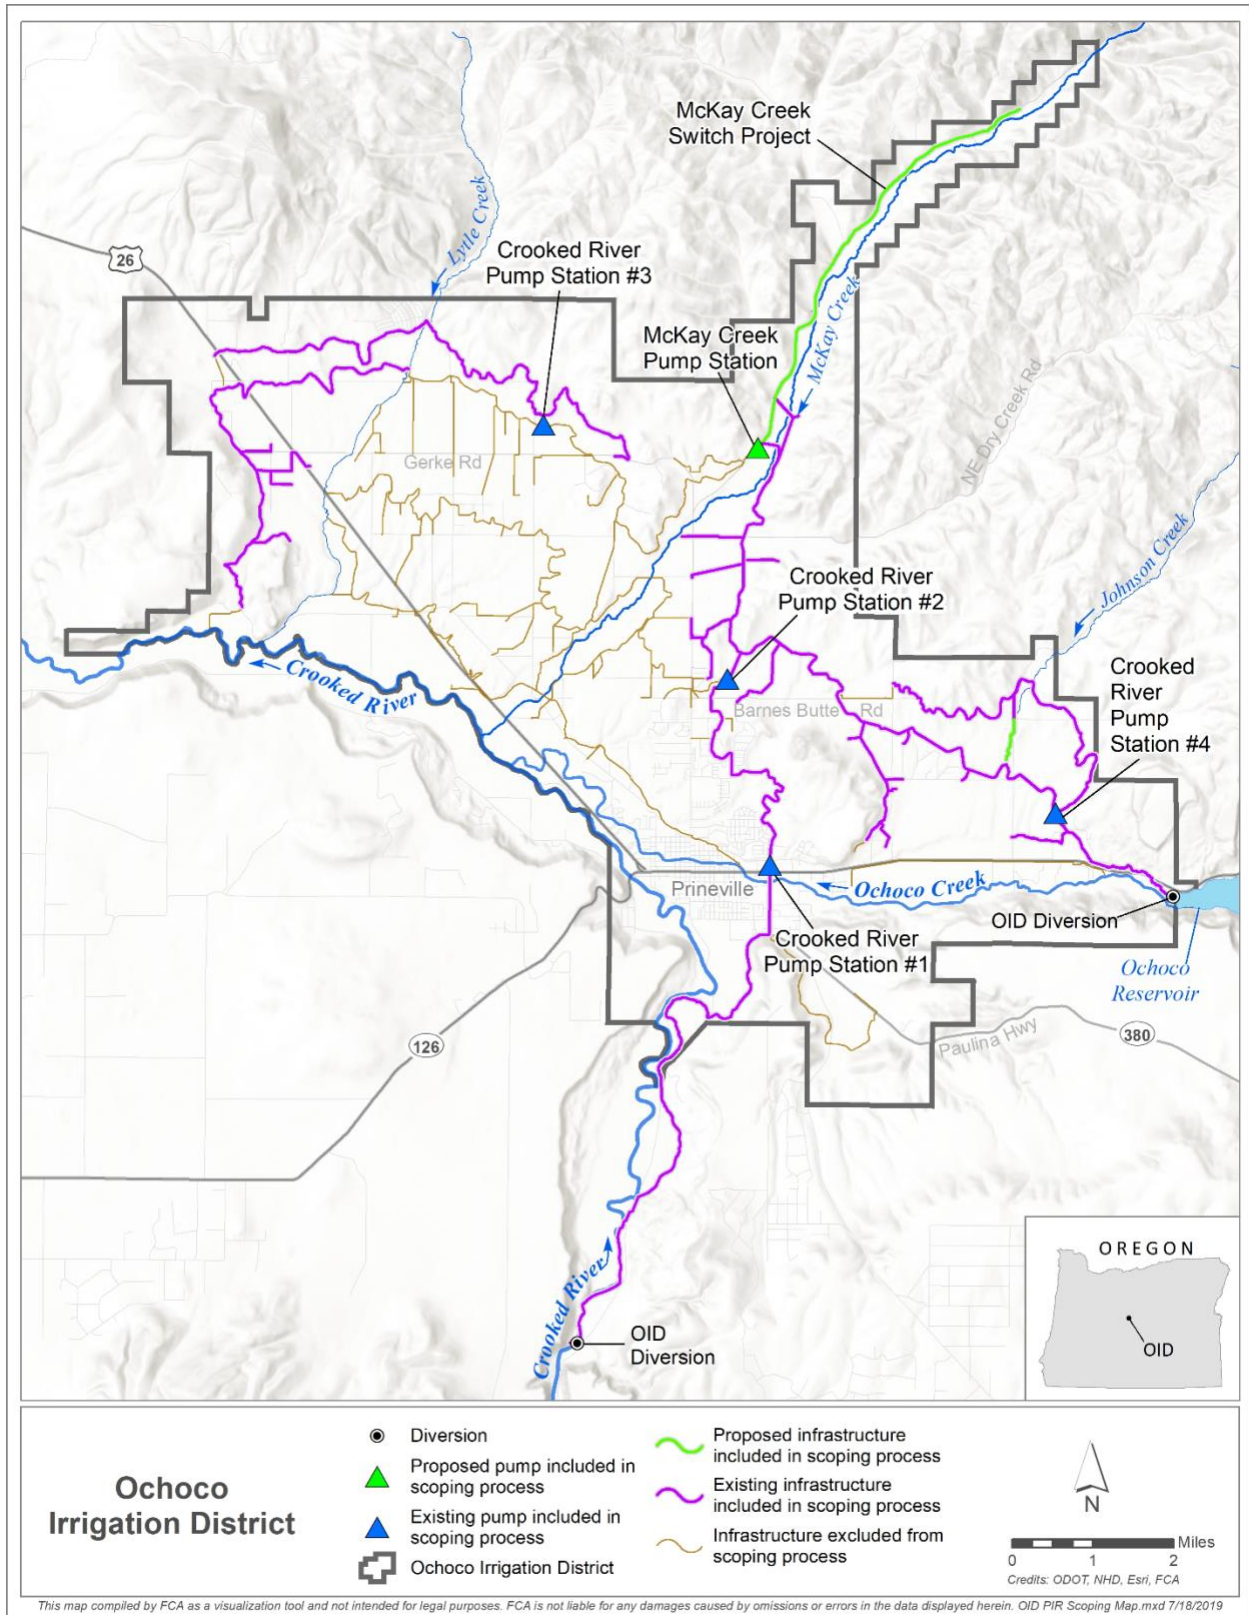 McKay Creek
Switch Project
Lytle Creek
26
Crooked River
Pump Station #3
McKay Creek
Pump Station
McKay Creek
NE Dry Creek Rd
Gerke Rd
Johnson Creek
Crooked River
Pump Station #2
Crooked River
Crooked
River
Pump
Station #4
Barnes Butte Rd
Prineville
Ochoco Creek
OID Diversion
Crooked River
Pump Station #1
Ochoco
Reservoir
126
Paulina Hwy
380
Crooked River
OID
Diversion
OREGON
OID
Ochoco
Irrigation District
Diversion
Proposed pump included in
scoping process
Existing pump included in
scoping process
Ochoco Irrigation District
Proposed infrastructure
included in scoping process
Existing infrastructure
included in scoping process
Infrastructure excluded from
scoping process
N
Miles
0 1 2
Credits: ODOT, NHD, Esri, FCA
This map compiled by FCA as a visualization tool and not intended for legal purposes. FCA is not liable for any damages caused by omissions or errors in the data displayed herein. OID PIR Scoping Map.mxd 7/18/2019